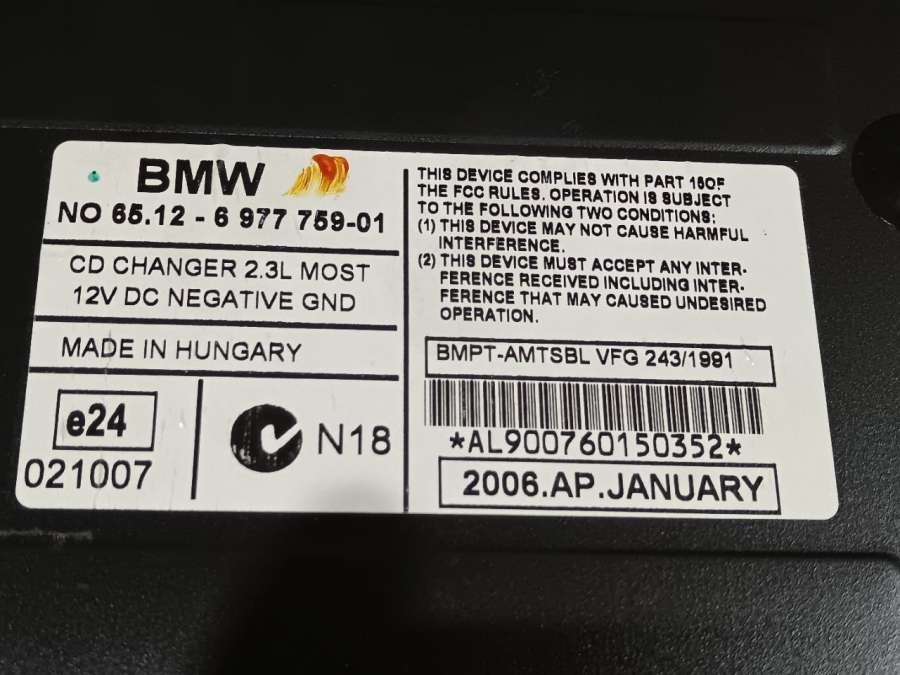 BMW
NO 65.12 - 6 977 759-01
CD CHANGER 2.3L MOST
12V DC NEGATIVE GND
MADE IN HUNGARY
e24
021007
N18
THIS DEVICE COMPLIES WITH PART 15OF
THE FCC RULES. OPERATION IS SUBJECT
TO THE FOLLOWING TWO CONDITIONS:
(1) THIS DEVICE MAY NOT CAUSE HARMFUL
INTERFERENCE.
(2) THIS DEVICE MUST ACCEPT ANY INTER-
FERENCE RECEIVED INCLUDING INTER-
FERENCE THAT MAY CAUSED UNDESIRED
OPERATION.
BMPT-AMTSBL VFG 243/1991
*AL900760150352*
2006.AP.JANUARY